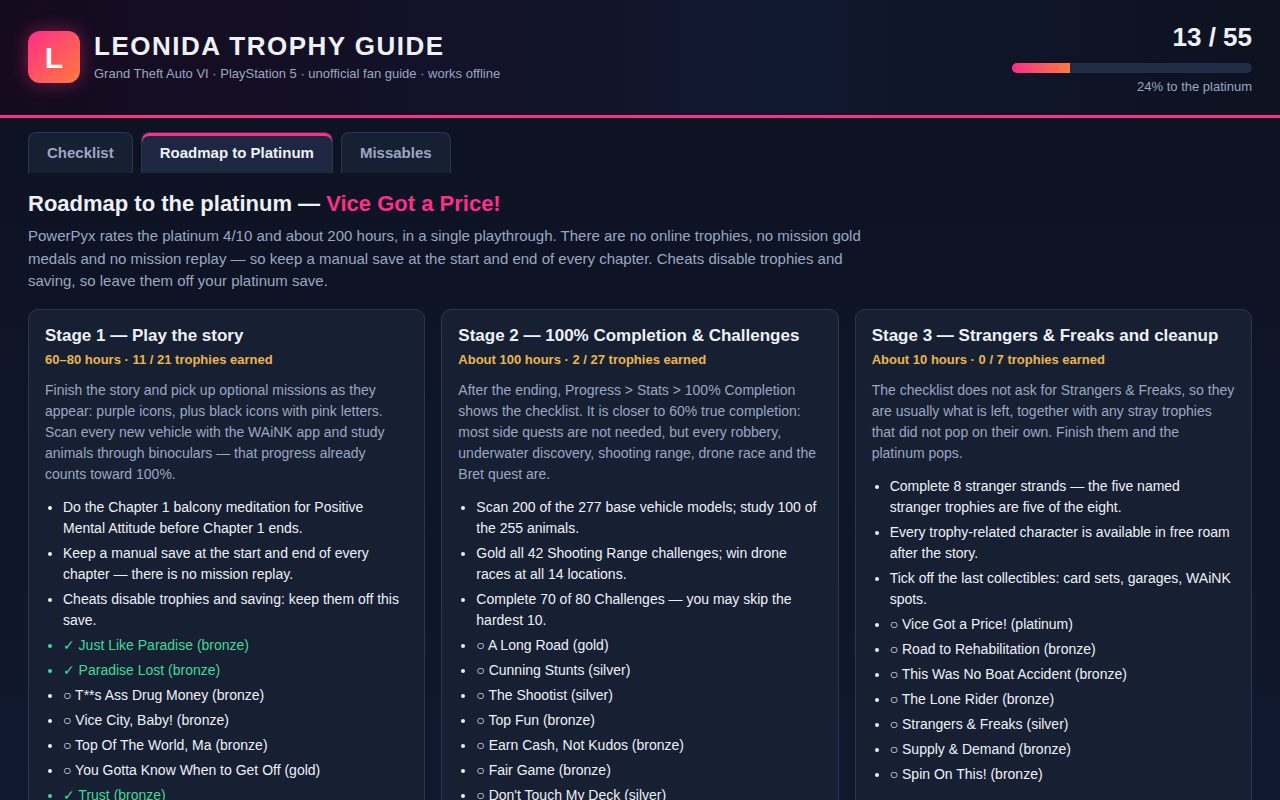 L
LEONIDA TROPHY GUIDE
Grand Theft Auto VI · PlayStation 5 · unofficial fan guide · works offline
13 / 55
24% to the platinum
Checklist
Roadmap to Platinum
Missables
Roadmap to the platinum — Vice Got a Price!
PowerPyx rates the platinum 4/10 and about 200 hours, in a single playthrough. There are no online trophies, no mission gold
medals and no mission replay — so keep a manual save at the start and end of every chapter. Cheats disable trophies and
saving, so leave them off your platinum save.
Stage 1 — Play the story
60–80 hours · 11 / 21 trophies earned
Finish the story and pick up optional missions as they
appear: purple icons, plus black icons with pink letters.
Scan every new vehicle with the WAiNK app and study
animals through binoculars — that progress already
counts toward 100%.
• Do the Chapter 1 balcony meditation for Positive
Mental Attitude before Chapter 1 ends.
• Keep a manual save at the start and end of every
chapter — there is no mission replay.
• Cheats disable trophies and saving: keep them off this
save.
• ✓ Just Like Paradise (bronze)
• ✓ Paradise Lost (bronze)
• ○ T**s Ass Drug Money (bronze)
• ○ Vice City, Baby! (bronze)
• ○ Top Of The World, Ma (bronze)
• ○ You Gotta Know When to Get Off (gold)
• ✓ Trust (bronze)
Stage 2 — 100% Completion & Challenges
About 100 hours · 2 / 27 trophies earned
After the ending, Progress > Stats > 100% Completion
shows the checklist. It is closer to 60% true completion:
most side quests are not needed, but every robbery,
underwater discovery, shooting range, drone race and the
Bret quest are.
• Scan 200 of the 277 base vehicle models; study 100 of
the 255 animals.
• Gold all 42 Shooting Range challenges; win drone
races at all 14 locations.
• Complete 70 of 80 Challenges — you may skip the
hardest 10.
• ○ A Long Road (gold)
• ○ Cunning Stunts (silver)
• ○ The Shootist (silver)
• ○ Top Fun (bronze)
• ○ Earn Cash, Not Kudos (bronze)
• ○ Fair Game (bronze)
• ○ Don't Touch My Deck (silver)
Stage 3 — Strangers & Freaks and cleanup
About 10 hours · 0 / 7 trophies earned
The checklist does not ask for Strangers & Freaks, so they
are usually what is left, together with any stray trophies
that did not pop on their own. Finish them and the
platinum pops.
• Complete 8 stranger strands — the five named
stranger trophies are five of the eight.
• Every trophy-related character is available in free roam
after the story.
• Tick off the last collectibles: card sets, garages, WAiNK
spots.
• ○ Vice Got a Price! (platinum)
• ○ Road to Rehabilitation (bronze)
• ○ This Was No Boat Accident (bronze)
• ○ The Lone Rider (bronze)
• ○ Strangers & Freaks (silver)
• ○ Supply & Demand (bronze)
• ○ Spin On This! (bronze)